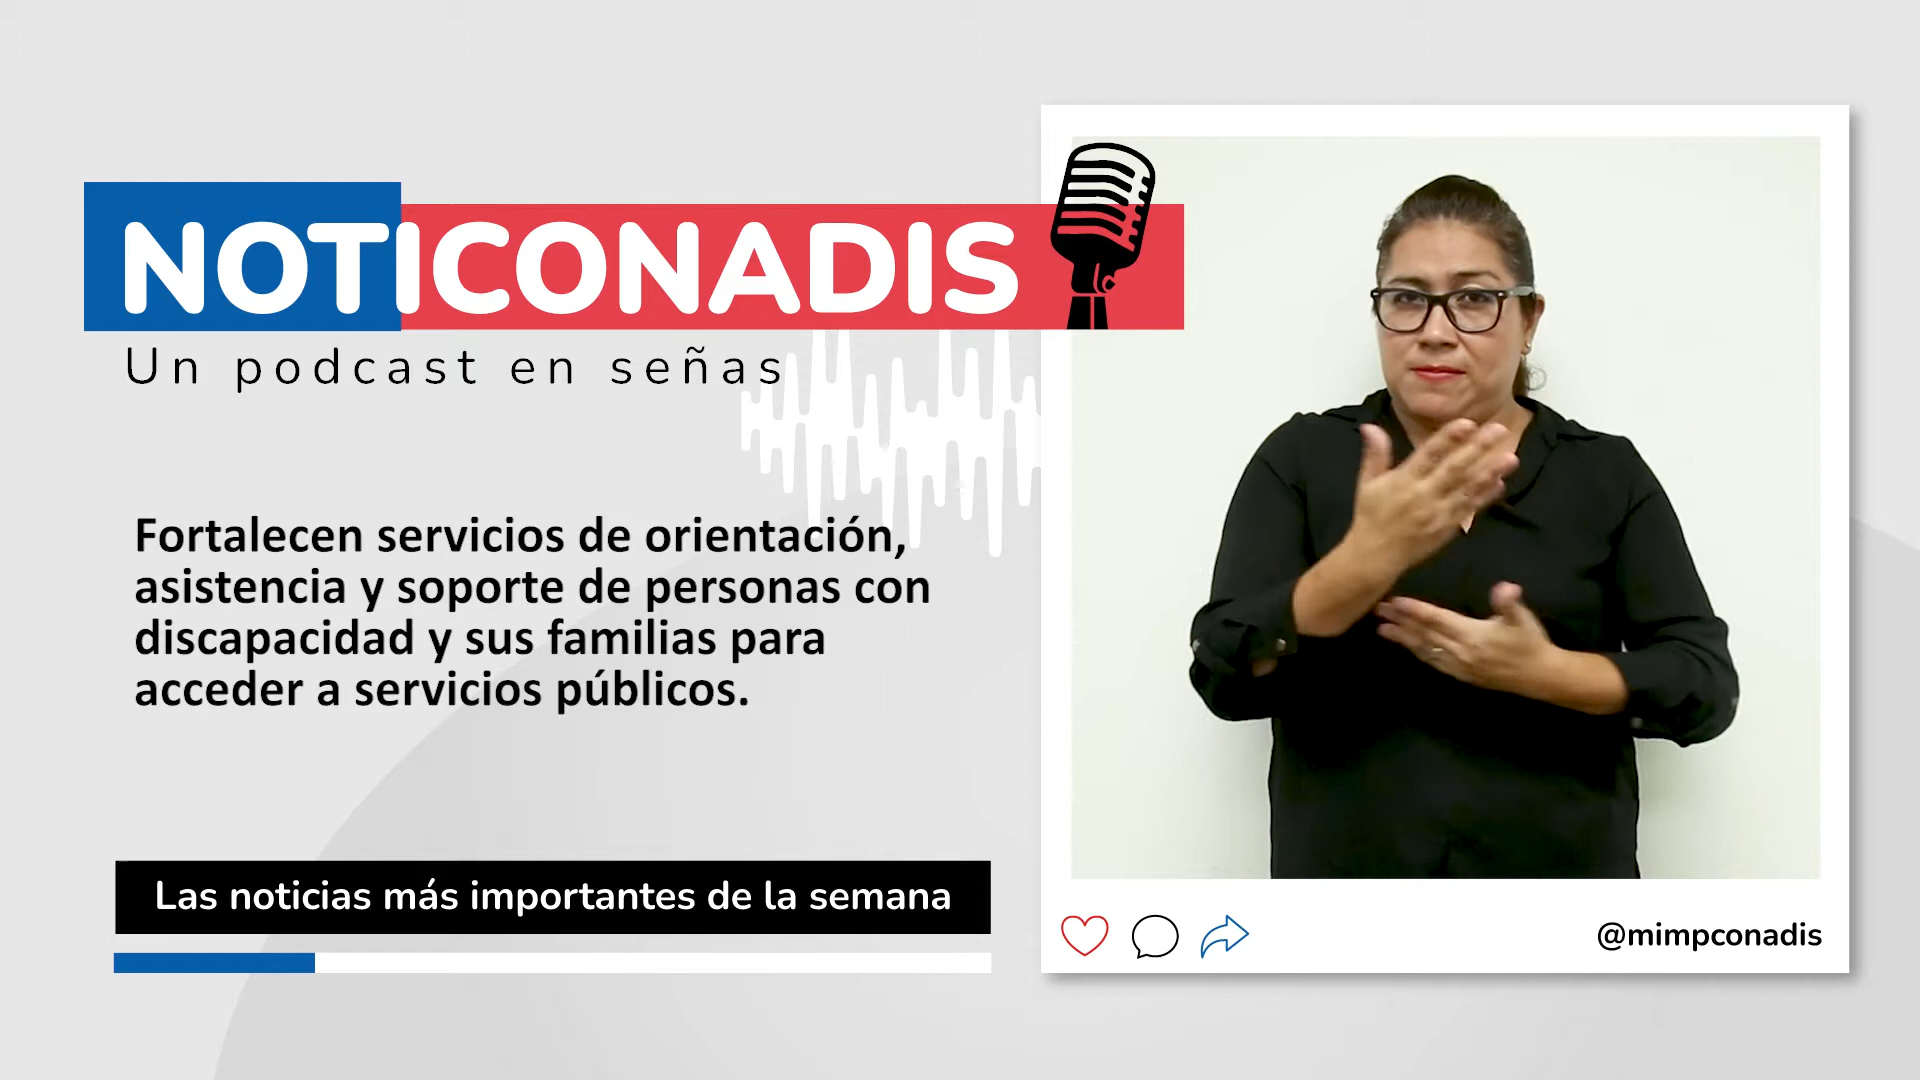 NOTICONADIS
Un podcast en señas
Fortalecen servicios de orientación,
asistencia y soporte de personas con
discapacidad y sus familias para
acceder a servicios públicos.
Las noticias más importantes de la semana
@mimpconadis